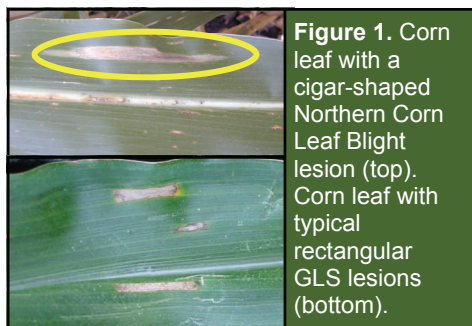 Figure 1. Corn
leaf with a
cigar-shaped
Northern Corn
Leaf Blight
lesion (top).
Corn leaf with
typical
rectangular
GLS lesions
(bottom).